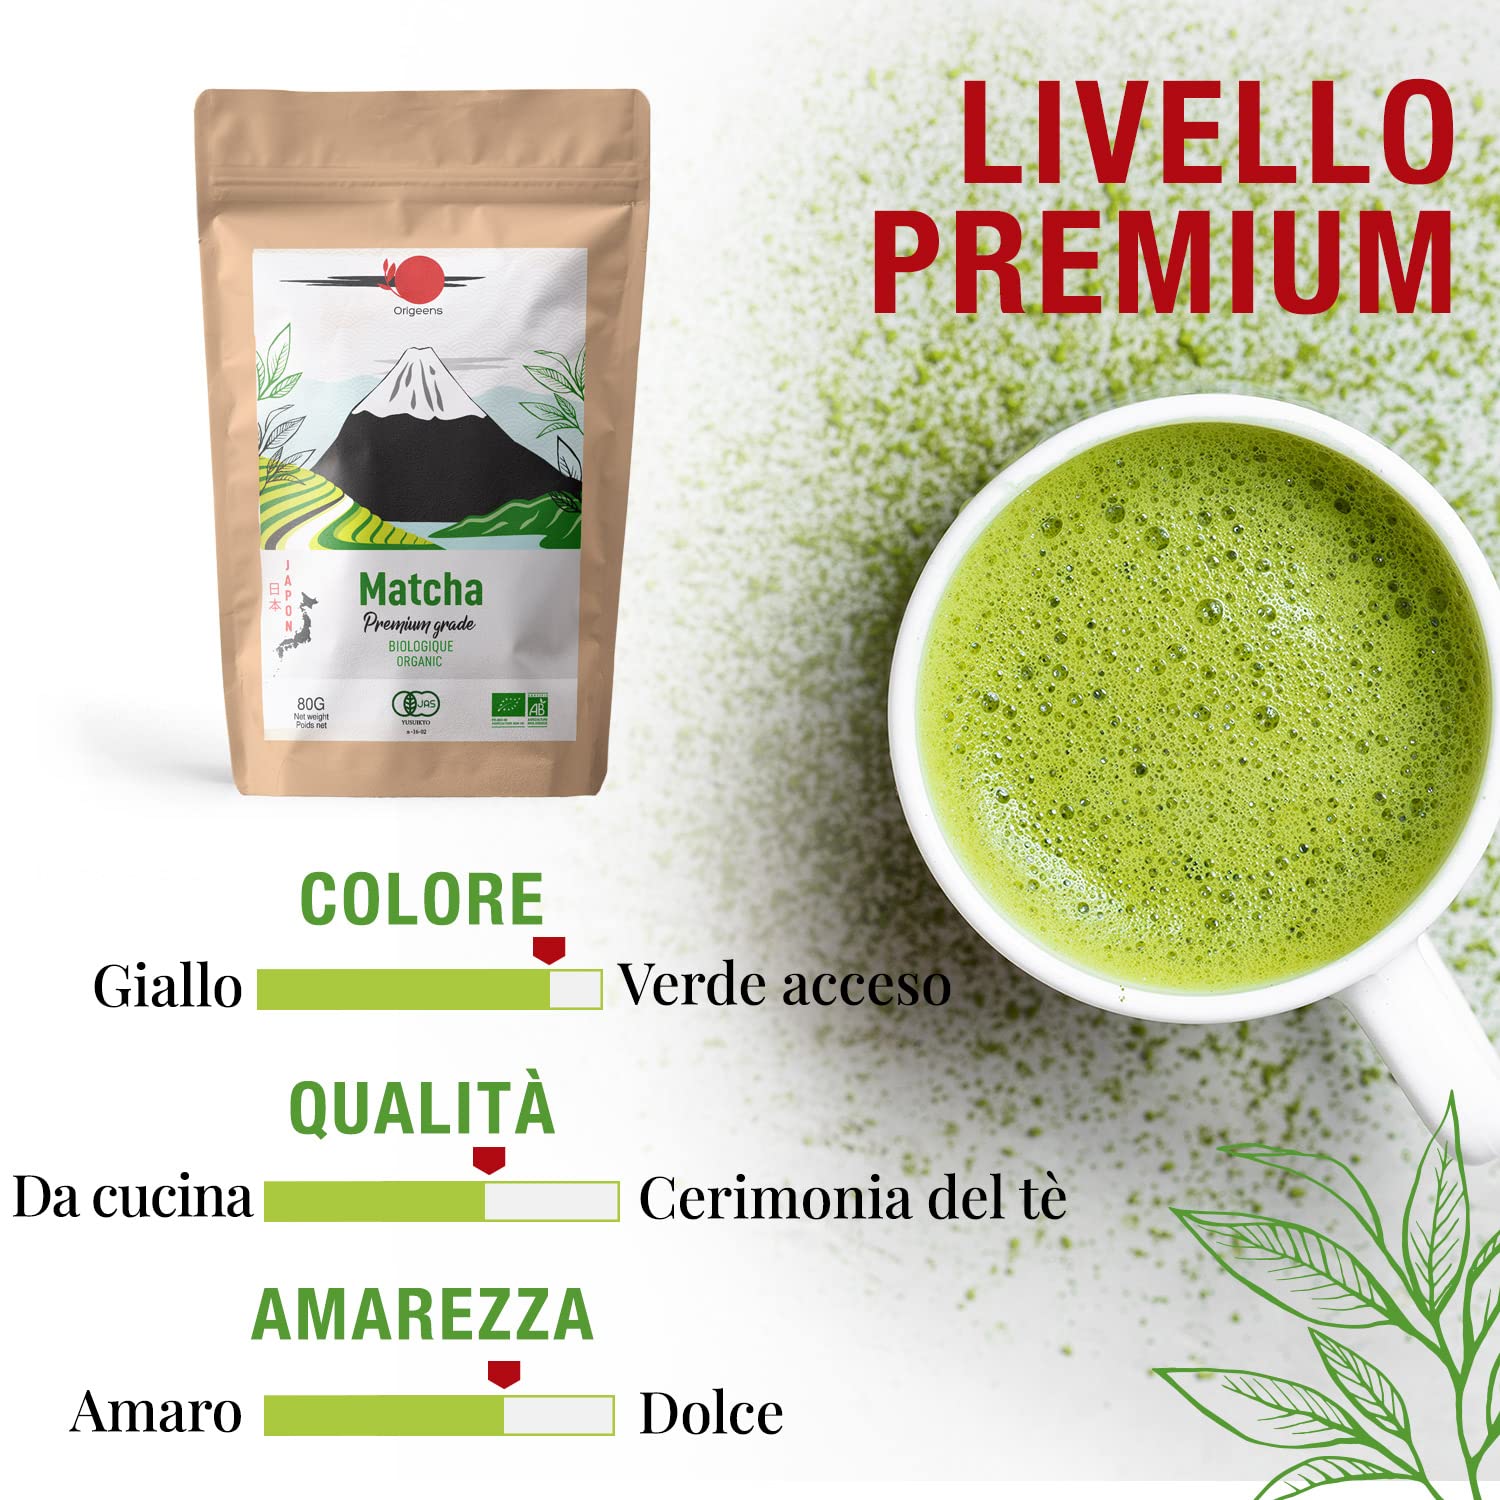 LIVELLO
PREMIUM
Origeens
JAPON
日本
Matcha
Premium grade
BIOLOGIQUE
ORGANIC
80G
Net weight
Poids net
JAS
AB
COLORE
Giallo
Verde acceso
QUALITÀ
Da cucina
Cerimonia del tè
AMAREZZA
Amaro
Dolce